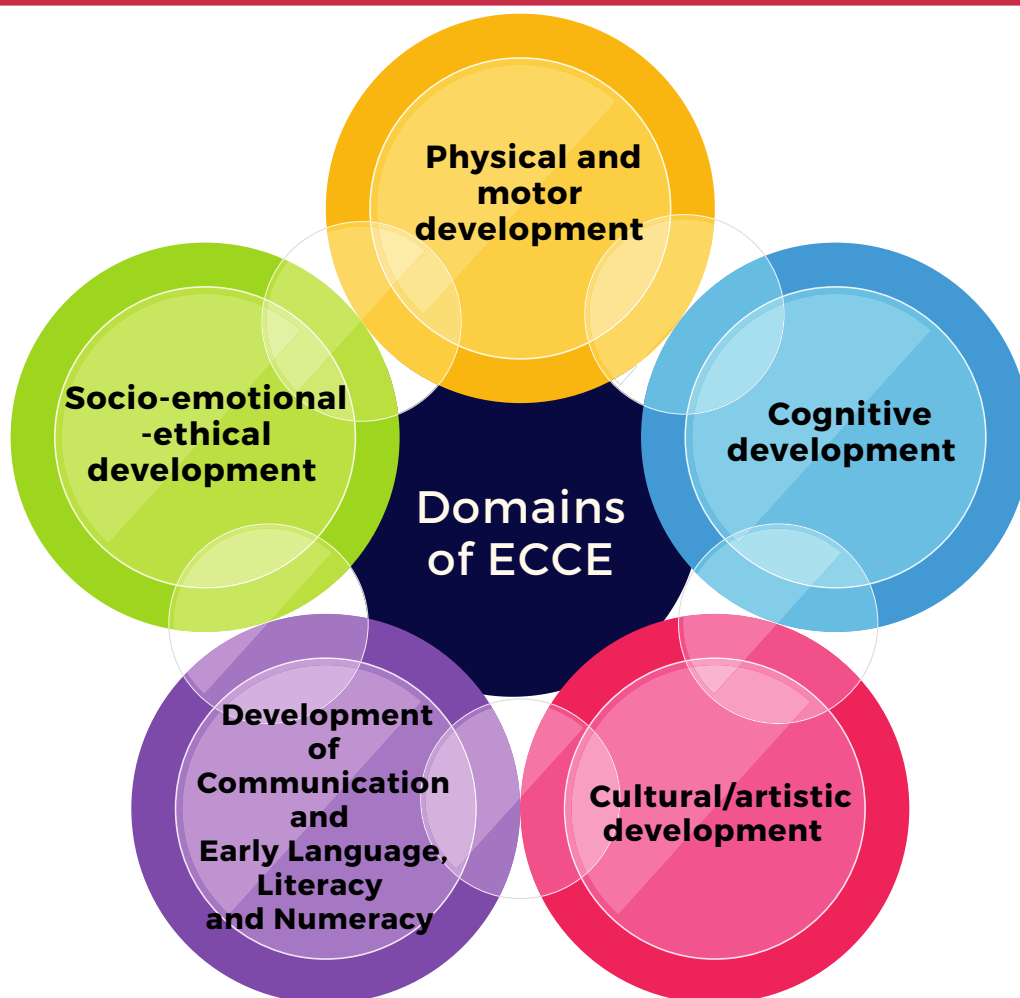 Physical and
motor
development
Socio-emotional
-ethical
development
Cognitive
development
Domains
of ECCE
Development
of
Communication
and
Early Language,
Literacy
and Numeracy
Cultural/artistic
development